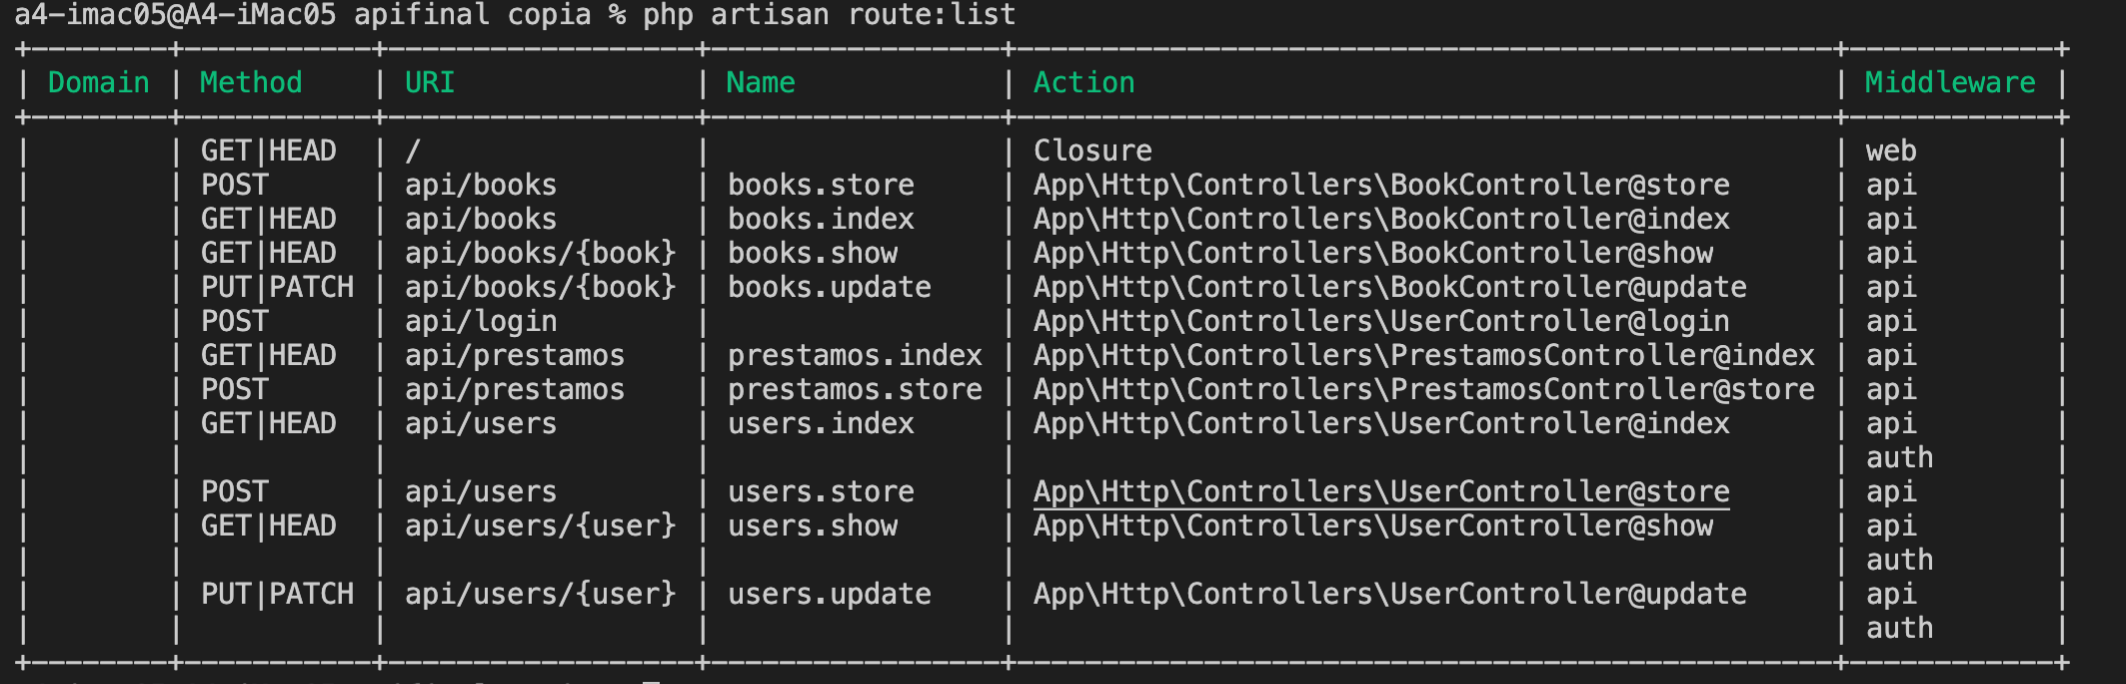 a4-imac05@A4-iMac05 apifinal copia % php artisan route:list
+--------+-----------+------------------+-----------------+------------------------------------------------+------------+
| Domain | Method    | URI              | Name            | Action                                         | Middleware |
+--------+-----------+------------------+-----------------+------------------------------------------------+------------+
|        | GET|HEAD  | /                |                 | Closure                                        | web        |
|        | POST      | api/books        | books.store     | App\Http\Controllers\BookController@store      | api        |
|        | GET|HEAD  | api/books        | books.index     | App\Http\Controllers\BookController@index      | api        |
|        | GET|HEAD  | api/books/{book} | books.show      | App\Http\Controllers\BookController@show       | api        |
|        | PUT|PATCH | api/books/{book} | books.update    | App\Http\Controllers\BookController@update     | api        |
|        | POST      | api/login        |                 | App\Http\Controllers\UserController@login      | api        |
|        | GET|HEAD  | api/prestamos    | prestamos.index | App\Http\Controllers\PrestamosController@index | api        |
|        | POST      | api/prestamos    | prestamos.store | App\Http\Controllers\PrestamosController@store | api        |
|        | GET|HEAD  | api/users        | users.index     | App\Http\Controllers\UserController@index      | api        |
|        |           |                  |                 |                                                | auth       |
|        | POST      | api/users        | users.store     | App\Http\Controllers\UserController@store      | api        |
|        | GET|HEAD  | api/users/{user} | users.show      | App\Http\Controllers\UserController@show       | api        |
|        |           |                  |                 |                                                | auth       |
|        | PUT|PATCH | api/users/{user} | users.update    | App\Http\Controllers\UserController@update     | api        |
|        |           |                  |                 |                                                | auth       |
+--------+-----------+------------------+-----------------+------------------------------------------------+------------+